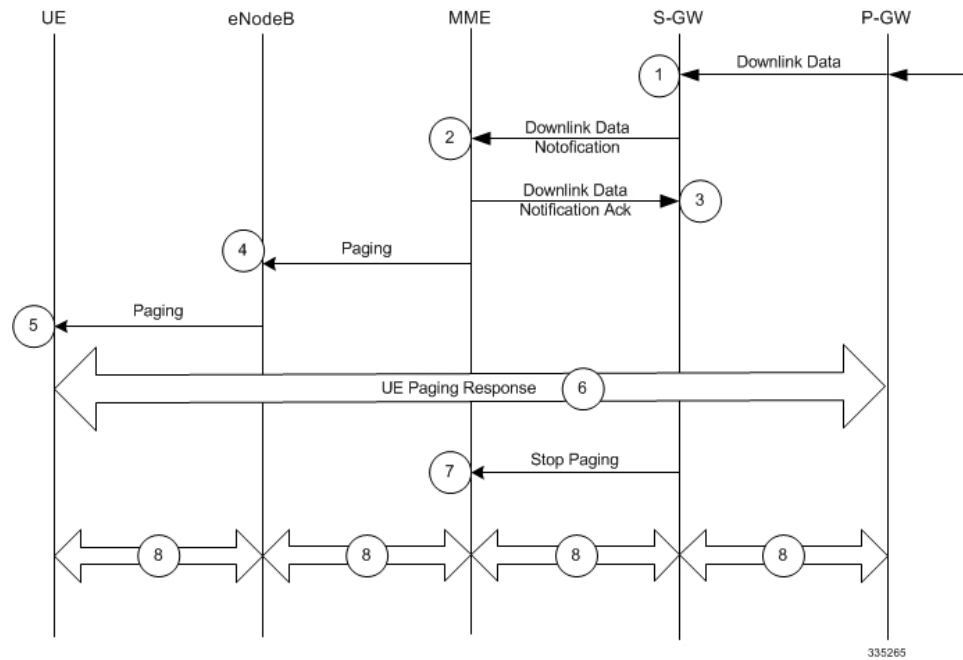 UE eNodeB MME S-GW P-GW
1 Downlink Data
2 Downlink Data
Notofication
Downlink Data 3
Notification Ack
4 Paging
5 Paging
UE Paging Response 6
7 Stop Paging
8 8 8 8
335265